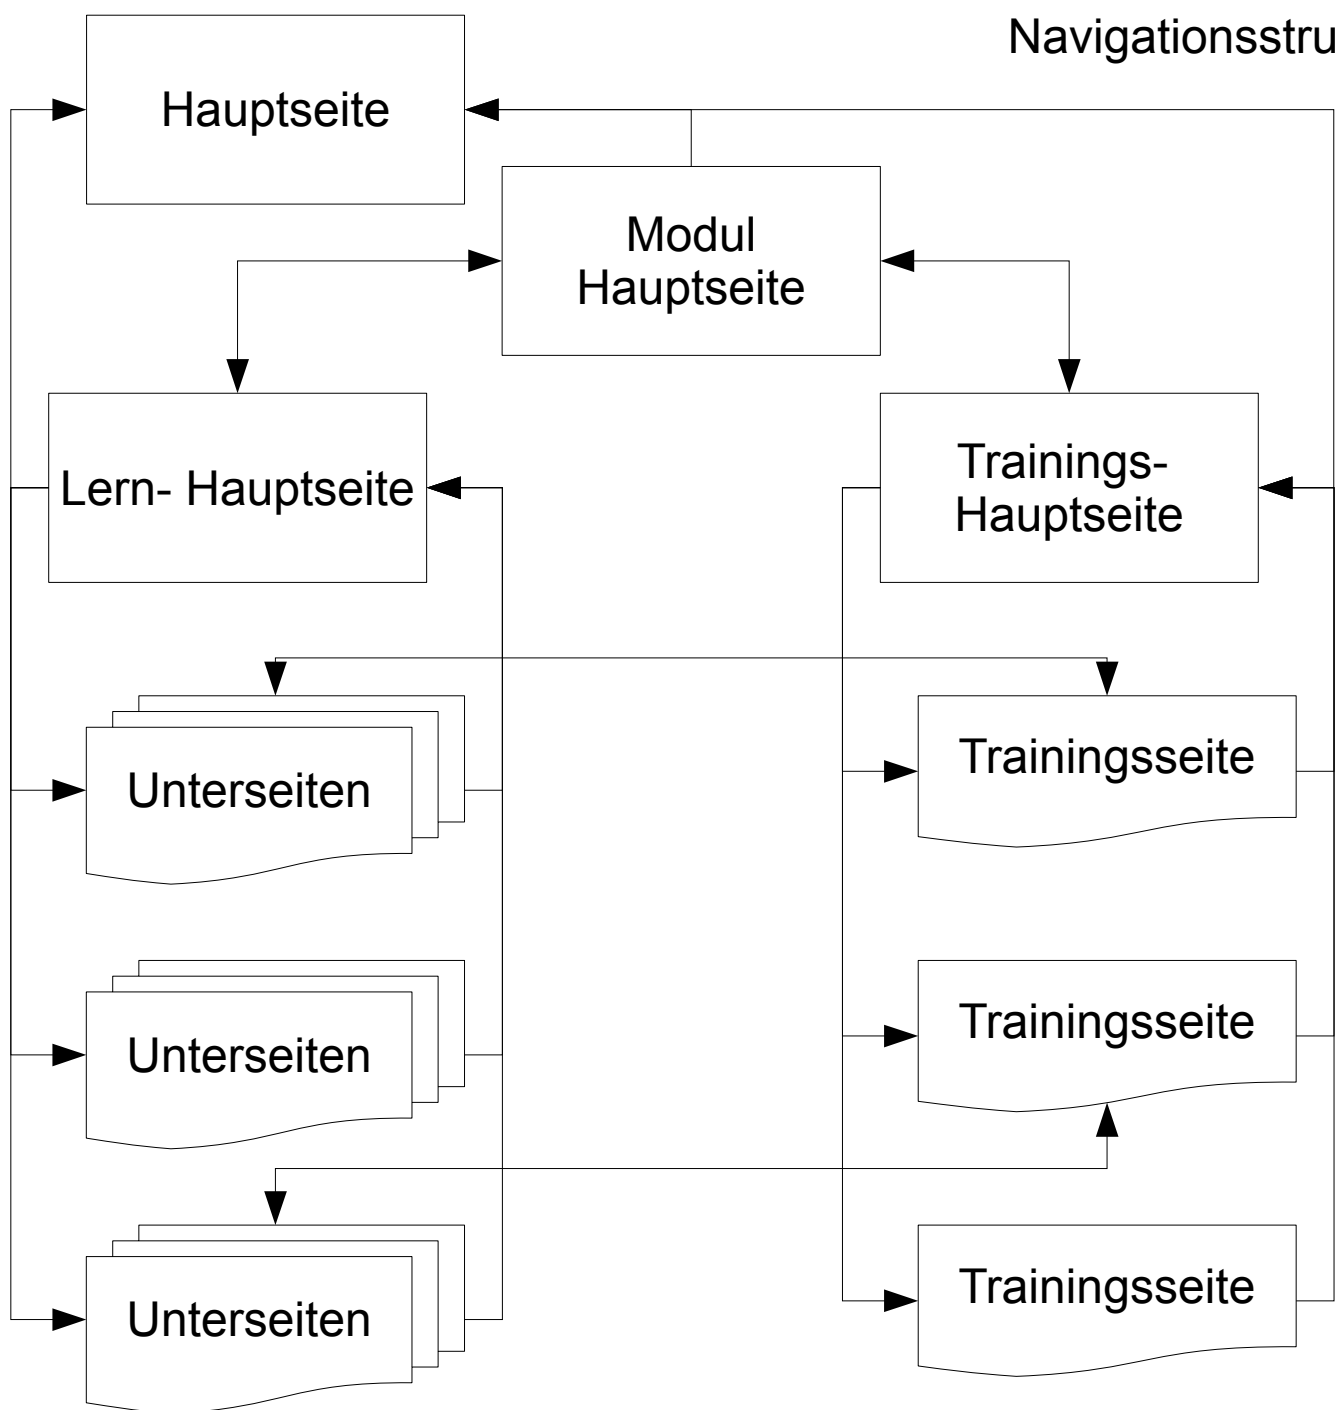 Navigationsstru
Hauptseite
Modul
Hauptseite
Lern- Hauptseite
Trainings-
Hauptseite
Unterseiten
Trainingsseite
Unterseiten
Trainingsseite
Unterseiten
Trainingsseite